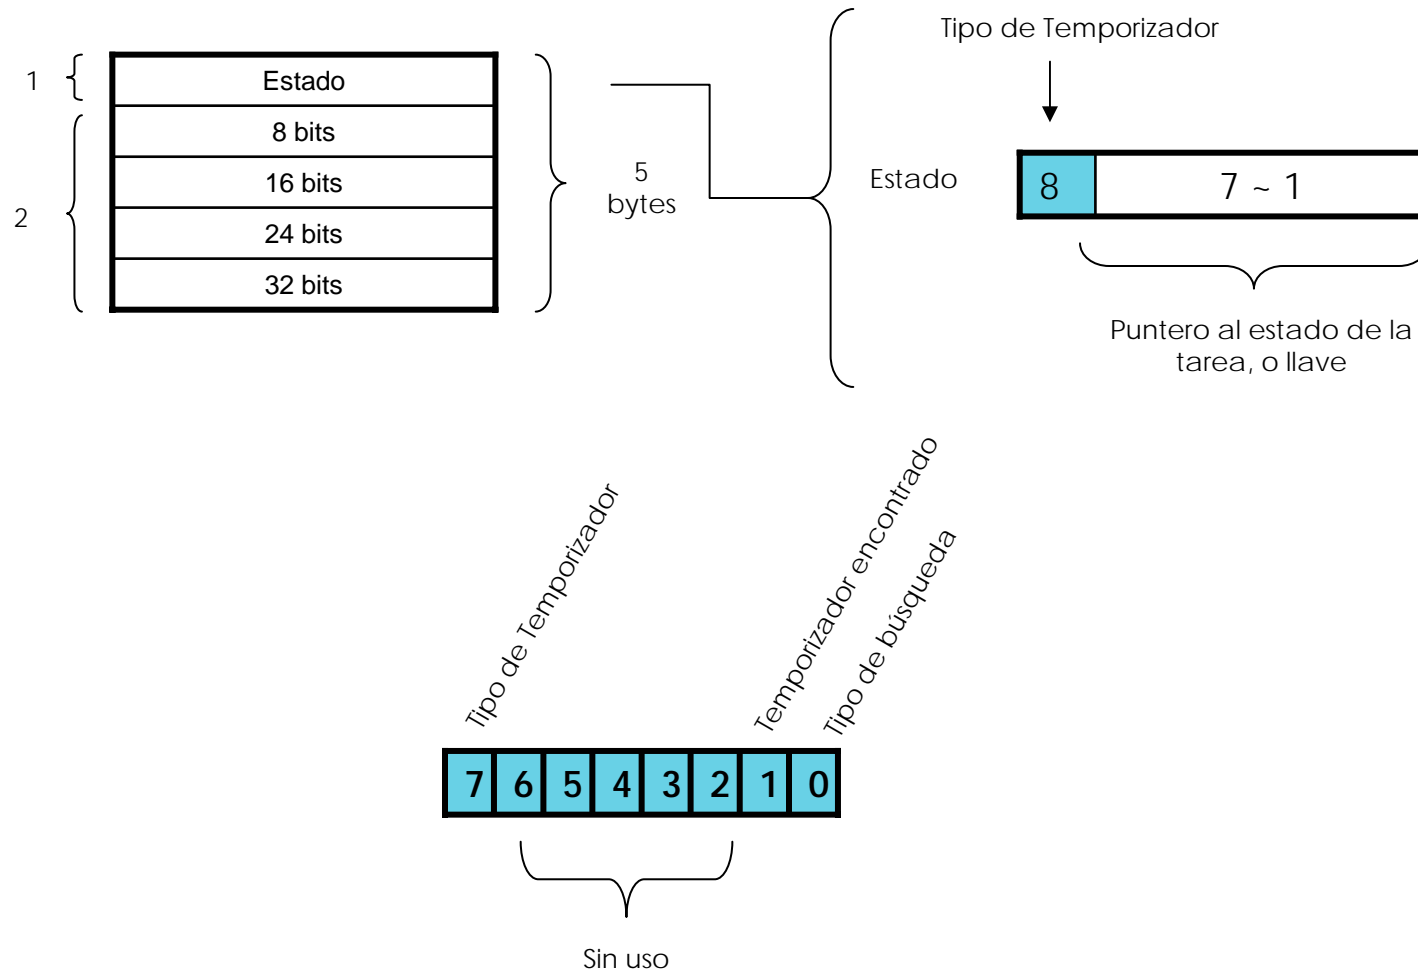 Tipo de Temporizador
1
Estado
8 bits
16 bits
24 bits
32 bits
2
5
bytes
Estado
8
7 ~ 1
Puntero al estado de la
tarea, o llave
Tipo de Temporizador
Temporizador encontrado
Tipo de búsqueda
7 6 5 4 3 2 1 0
Sin uso